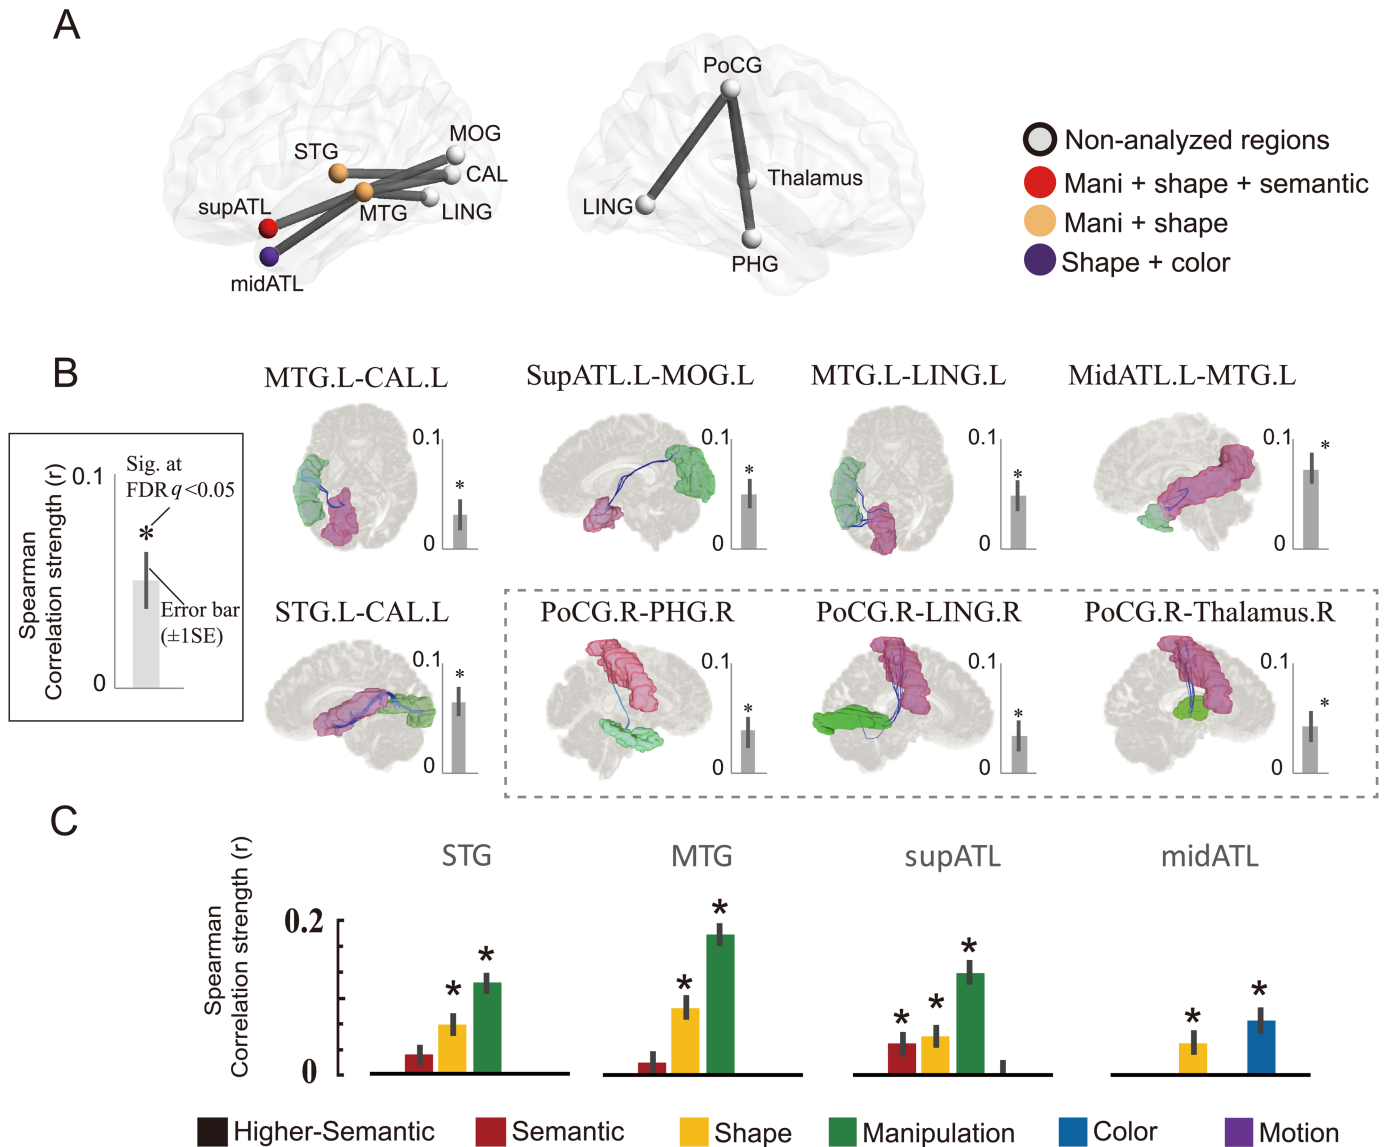 A
PoCG
MOG
STG
CAL
Thalamus
supATL
MTG
LING
LING
midATL
PHG
Non-analyzed regions
Mani + shape + semantic
Mani + shape
Shape + color
B
MTG.L-CAL.L
SupATL.L-MOG.L
MTG.L-LING.L
MidATL.L-MTG.L
Spearman
Correlation strength (r)
0.1
Sig. at
FDR q <0.05
*
Error bar
(±1SE)
0
0.1
*
0
0.1
*
0
0.1
*
0
0.1
*
0
STG.L-CAL.L
PoCG.R-PHG.R
PoCG.R-LING.R
PoCG.R-Thalamus.R
0.1
*
0
0.1
*
0
0.1
*
0
0.1
*
0
C
Spearman
Correlation strength (r)
0.2
0
STG
MTG
supATL
midATL
* *
* *
* * *
* *
Higher-Semantic
Semantic
Shape
Manipulation
Color
Motion